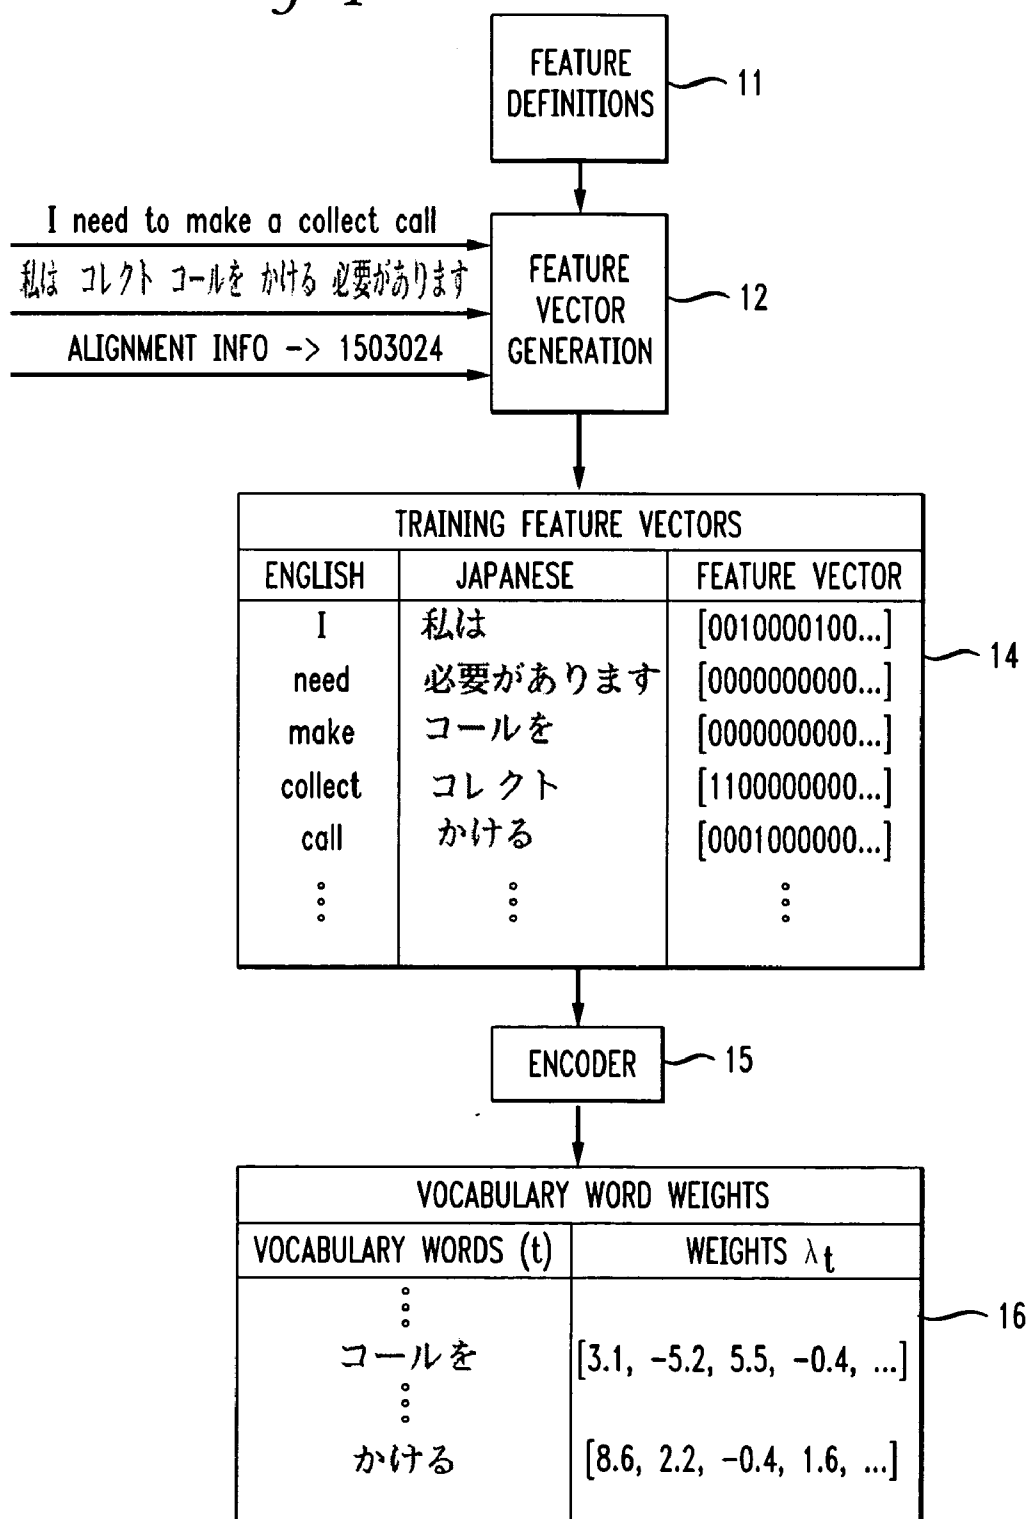 FEATURE
DEFINITIONS
11
I need to make a collect call
私は コレクト コールを かける 必要があります
ALIGNMENT INFO -> 1503024
FEATURE
VECTOR
GENERATION
12
TRAINING FEATURE VECTORS
ENGLISH JAPANESE FEATURE VECTOR
I 私は [0010000100...]
need 必要があります [0000000000...]
make コールを [0000000000...]
collect コレクト [1100000000...]
call かける [0001000000...]
14
ENCODER
15
VOCABULARY WORD WEIGHTS
VOCABULARY WORDS (t) WEIGHTS λt
コールを [3.1, -5.2, 5.5, -0.4, ...]
かける [8.6, 2.2, -0.4, 1.6, ...]
16